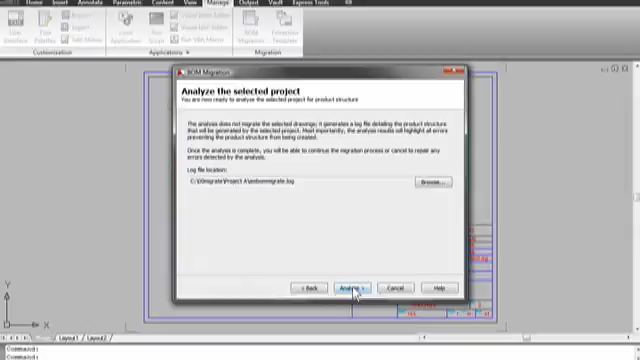 Home Insert Annotate Parametric Content View Manage Output Vault Express Tools
Customization
Applications
BOM Migration
Migration
BOM Migration
Analyze the selected project
You are now ready to analyze the selected project for product structure
The analysis does not migrate the selected drawings; it generates a log file detailing the product structure
that will be generated by the selected project. Most importantly, the analysis results will highlight all errors
preventing the product structure from being created.
Once the analysis is complete, you will be able to continue the migration process or cancel to repair any
errors detected by the analysis.
Log file location:
Browse...
< Back
Analyze >
Cancel
Help
Y
X
Layout1
Layout2
Command:
Command: